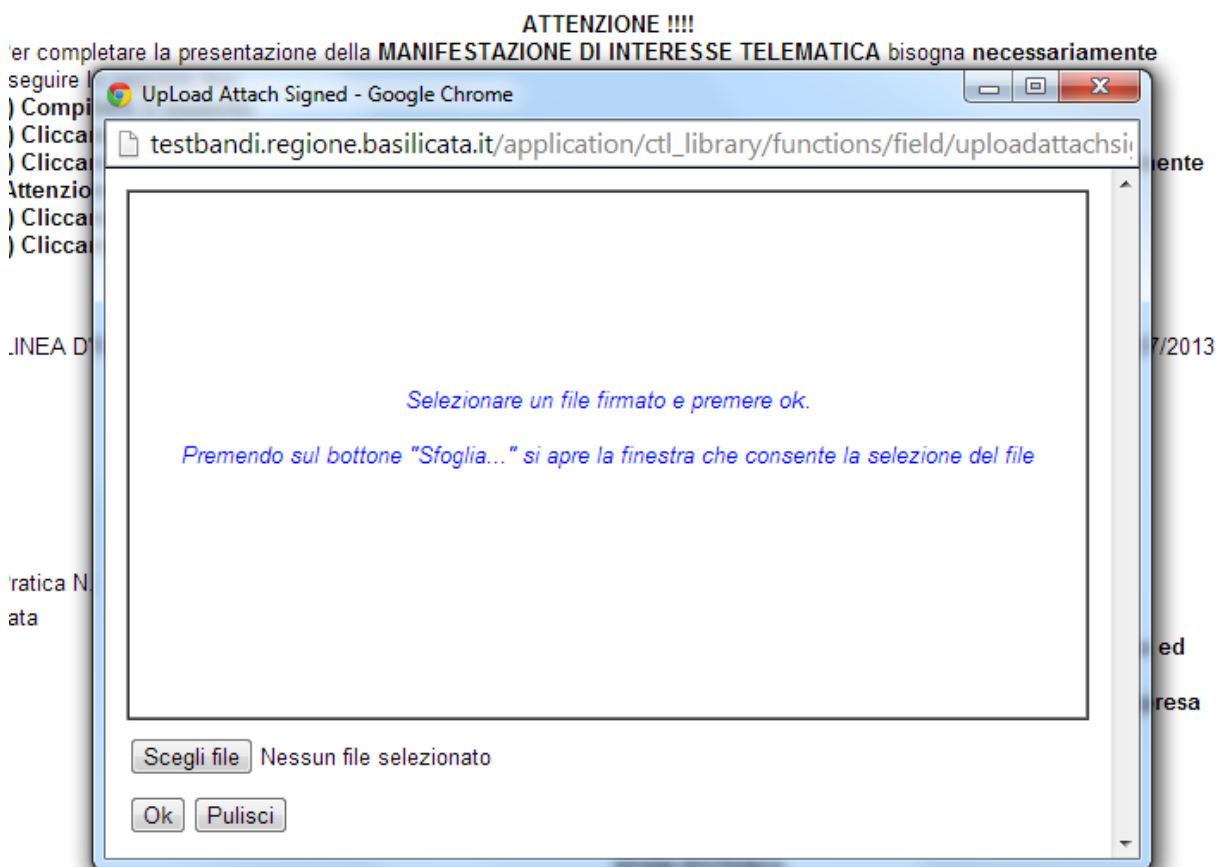 ATTENZIONE !!!!
er completare la presentazione della MANIFESTAZIONE DI INTERESSE TELEMATICA bisogna necessariamente
seguire
UpLoad Attach Signed - Google Chrome
) Compi
) Clicca
testbandi.regione.basilicata.it/application/ctl_library/functions/field/uploadattachsi
) Clicca
ente
Attenzio
) Clicca
) Clicca
INEA D'
7/2013
Selezionare un file firmato e premere ok.
Premendo sul bottone "Sfoglia..." si apre la finestra che consente la selezione del file
ratica N.
ata
ed
resa
Scegli file Nessun file selezionato
Ok Pulisci